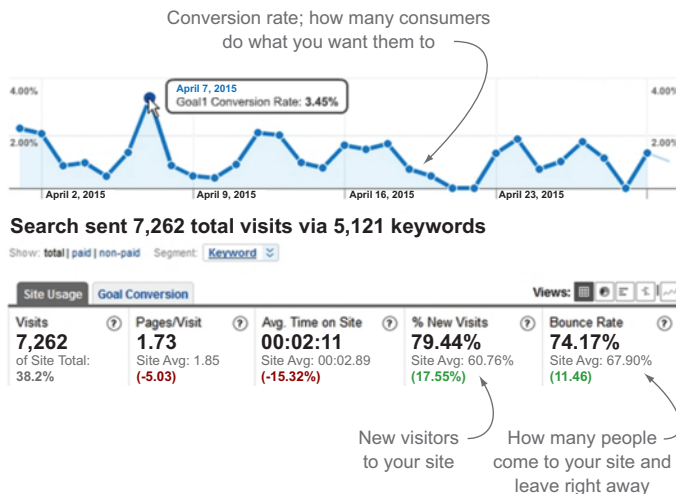 Conversion rate; how many consumers
do what you want them to
4.00%
4.00%
April 7, 2015
Goal1 Conversion Rate: 3.45%
2.00%
2.00%
April 2, 2015
April 9, 2015
April 16, 2015
April 23, 2015
Search sent 7,262 total visits via 5,121 keywords
Show: total | paid | non-paid Segment: Keyword
Site Usage Goal Conversion Views:
Visits ? Pages/Visit ? Avg. Time on Site ? % New Visits ? Bounce Rate ?
7,262 1.73 00:02:11 79.44% 74.17%
of Site Total: Site Avg: 1.85 Site Avg: 00:02.89 Site Avg: 60.76% Site Avg: 67.90%
38.2% (-5.03) (-15.32%) (17.55%) (11.46)
New visitors
to your site
How many people
come to your site and
leave right away